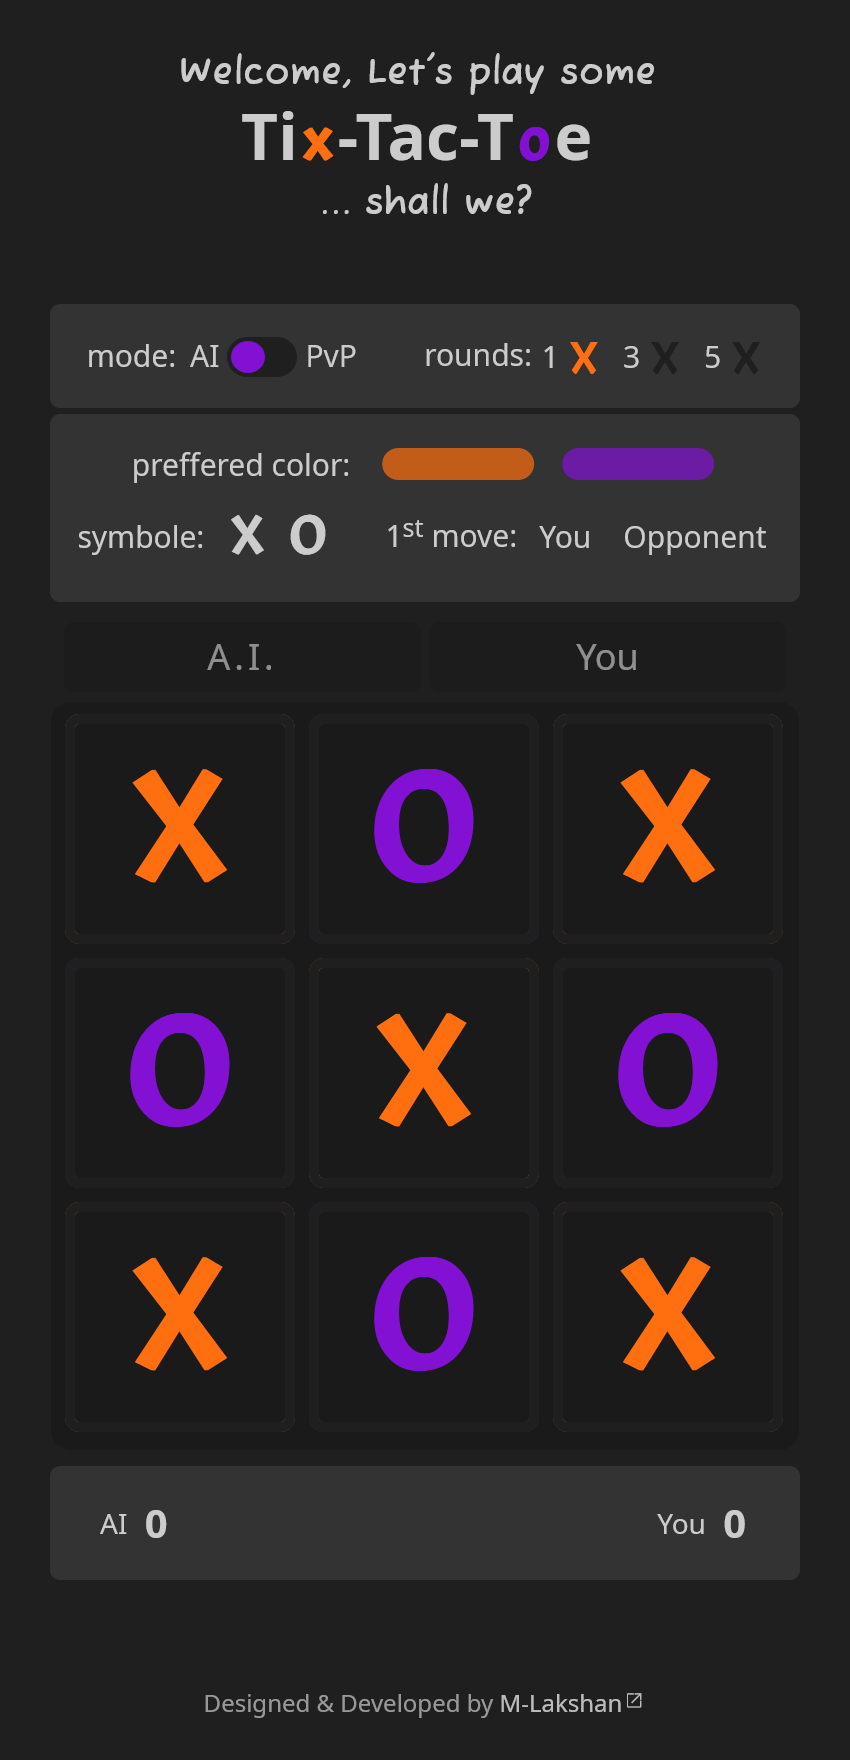 Welcome, Let's play some
Tix-Tac-Toe
... shall we?
mode: AI PvP rounds: 1 X 3 X 5 X
preffered color:
symbole: X O 1st move: You Opponent
A.I. You
X O X
O X O
X O X
AI 0 You 0
Designed & Developed by M-Lakshan